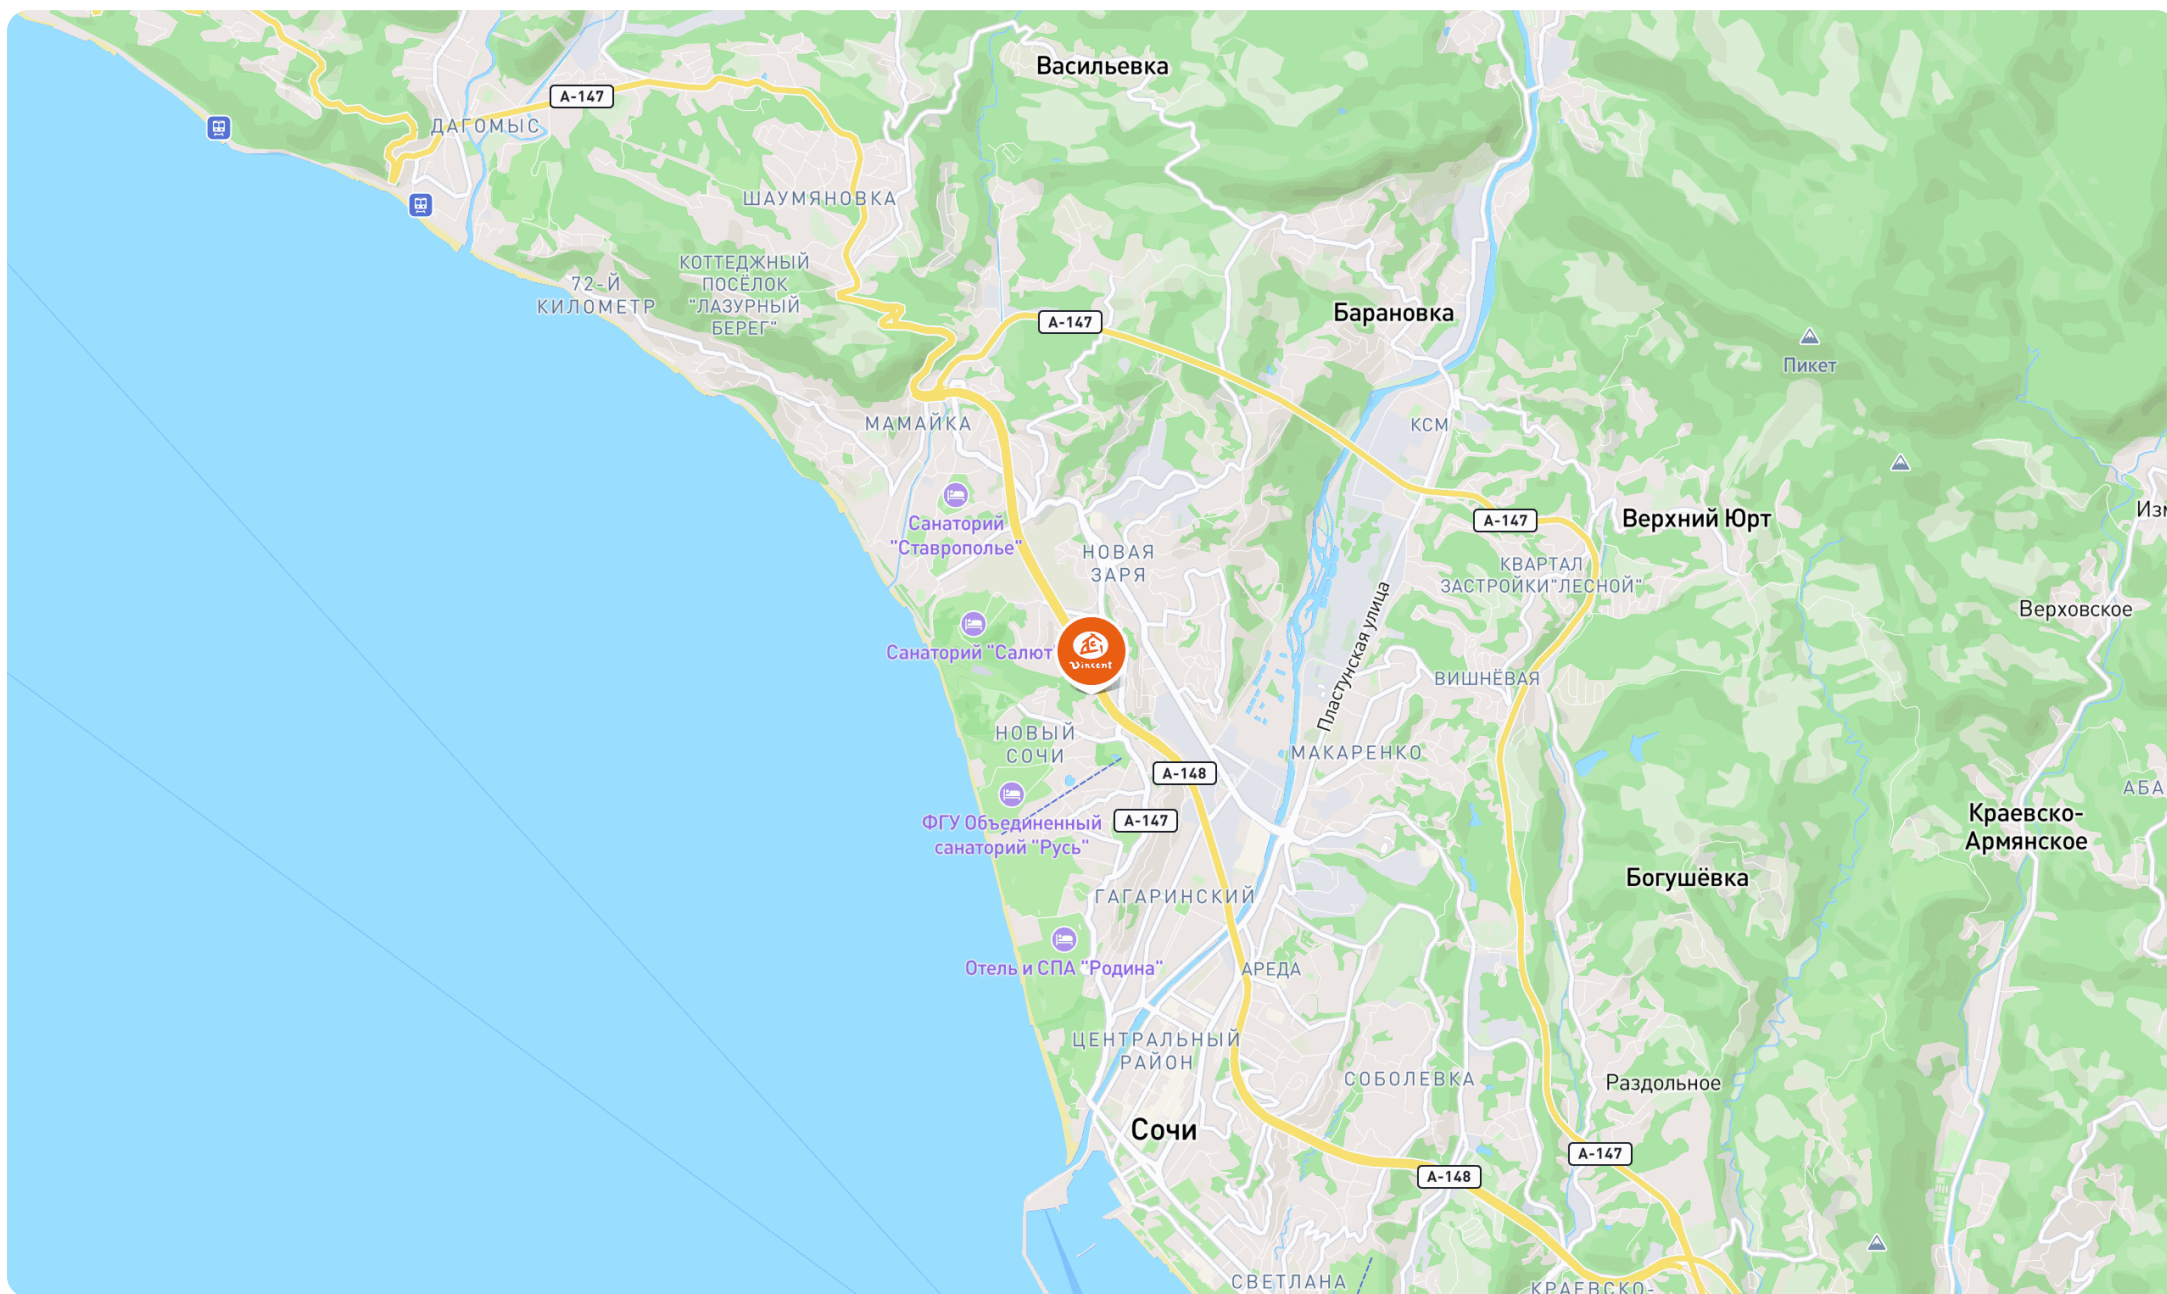 Васильевка
А-147
ДАГОМЫС
ШАУМЯНОВКА
КОТТЕДЖНЫЙ
ПОСЁЛОК
"ЛАЗУРНЫЙ
БЕРЕГ"
72-Й
КИЛОМЕТР
А-147
Барановка
Пикет
МАМАЙКА
КСМ
Санаторий
"Ставрополье"
А-147
Верхний Юрт
НОВАЯ
ЗАРЯ
КВАРТАЛ
ЗАСТРОЙКИ"ЛЕСНОЙ"
Верховское
Санаторий "Салют
Vincent
Пластунская улица
ВИШНЁВАЯ
НОВЫЙ
СОЧИ
МАКАРЕНКО
А-148
АБА
ФГУ Объединенный
санаторий "Русь"
А-147
Краевско-
Армянское
Богушёвка
ГАГАРИНСКИЙ
Отель и СПА "Родина"
АРЕДА
ЦЕНТРАЛЬНЫЙ
РАЙОН
СОБОЛЕВКА
Раздольное
Сочи
А-147
А-148
СВЕТЛАНА
КРАЕВСКО-